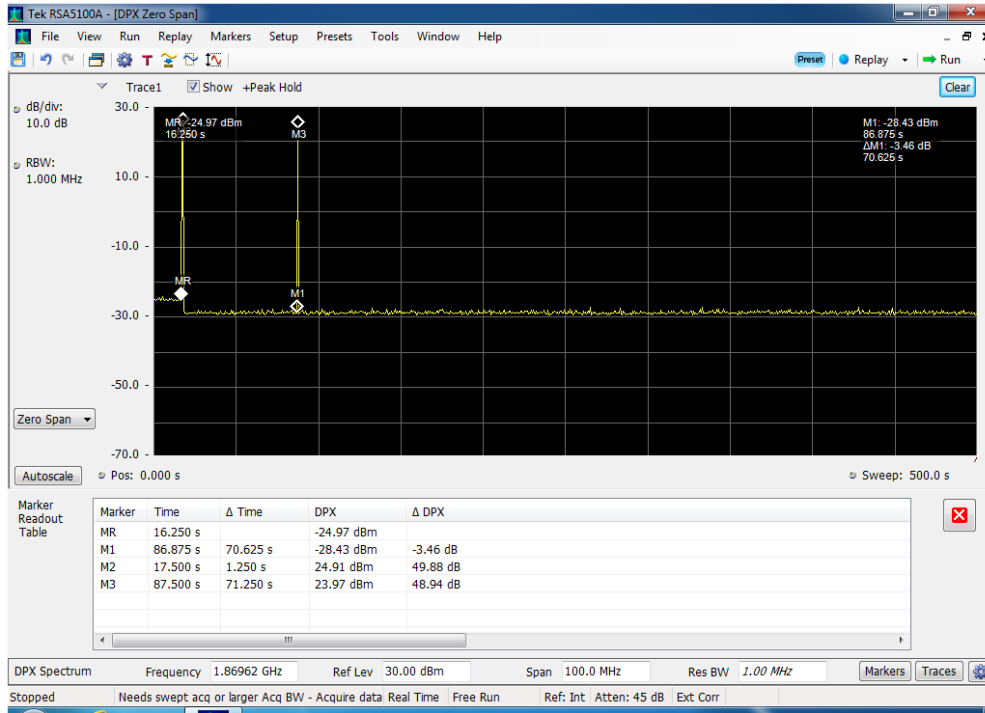 Tek RSA5100A - [DPX Zero Span]
File View Run Replay Markers Setup Presets Tools Window Help
T Preset Replay Run
Trace1 Show +Peak Hold Clear
dB/div:
10.0 dB
RBW:
1.000 MHz
30.0 -
10.0 -
-10.0 -
-30.0 -
-50.0 -
-70.0 -
MR: -24.97 dBm
16.250 s
M3
M1: -28.43 dBm
86.875 s
ΔM1: -3.46 dB
70.625 s
MR
M1
Zero Span
Autoscale Pos: 0.000 s Sweep: 500.0 s
Marker
Readout
Table
Marker Time Δ Time DPX Δ DPX
MR 16.250 s -24.97 dBm
M1 86.875 s 70.625 s -28.43 dBm -3.46 dB
M2 17.500 s 1.250 s 24.91 dBm 49.88 dB
M3 87.500 s 71.250 s 23.97 dBm 48.94 dB
DPX Spectrum Frequency 1.86962 GHz Ref Lev 30.00 dBm Span 100.0 MHz Res BW 1.00 MHz Markers Traces
Stopped Needs swept acq or larger Acq BW - Acquire data Real Time Free Run Ref: Int Atten: 45 dB Ext Corr